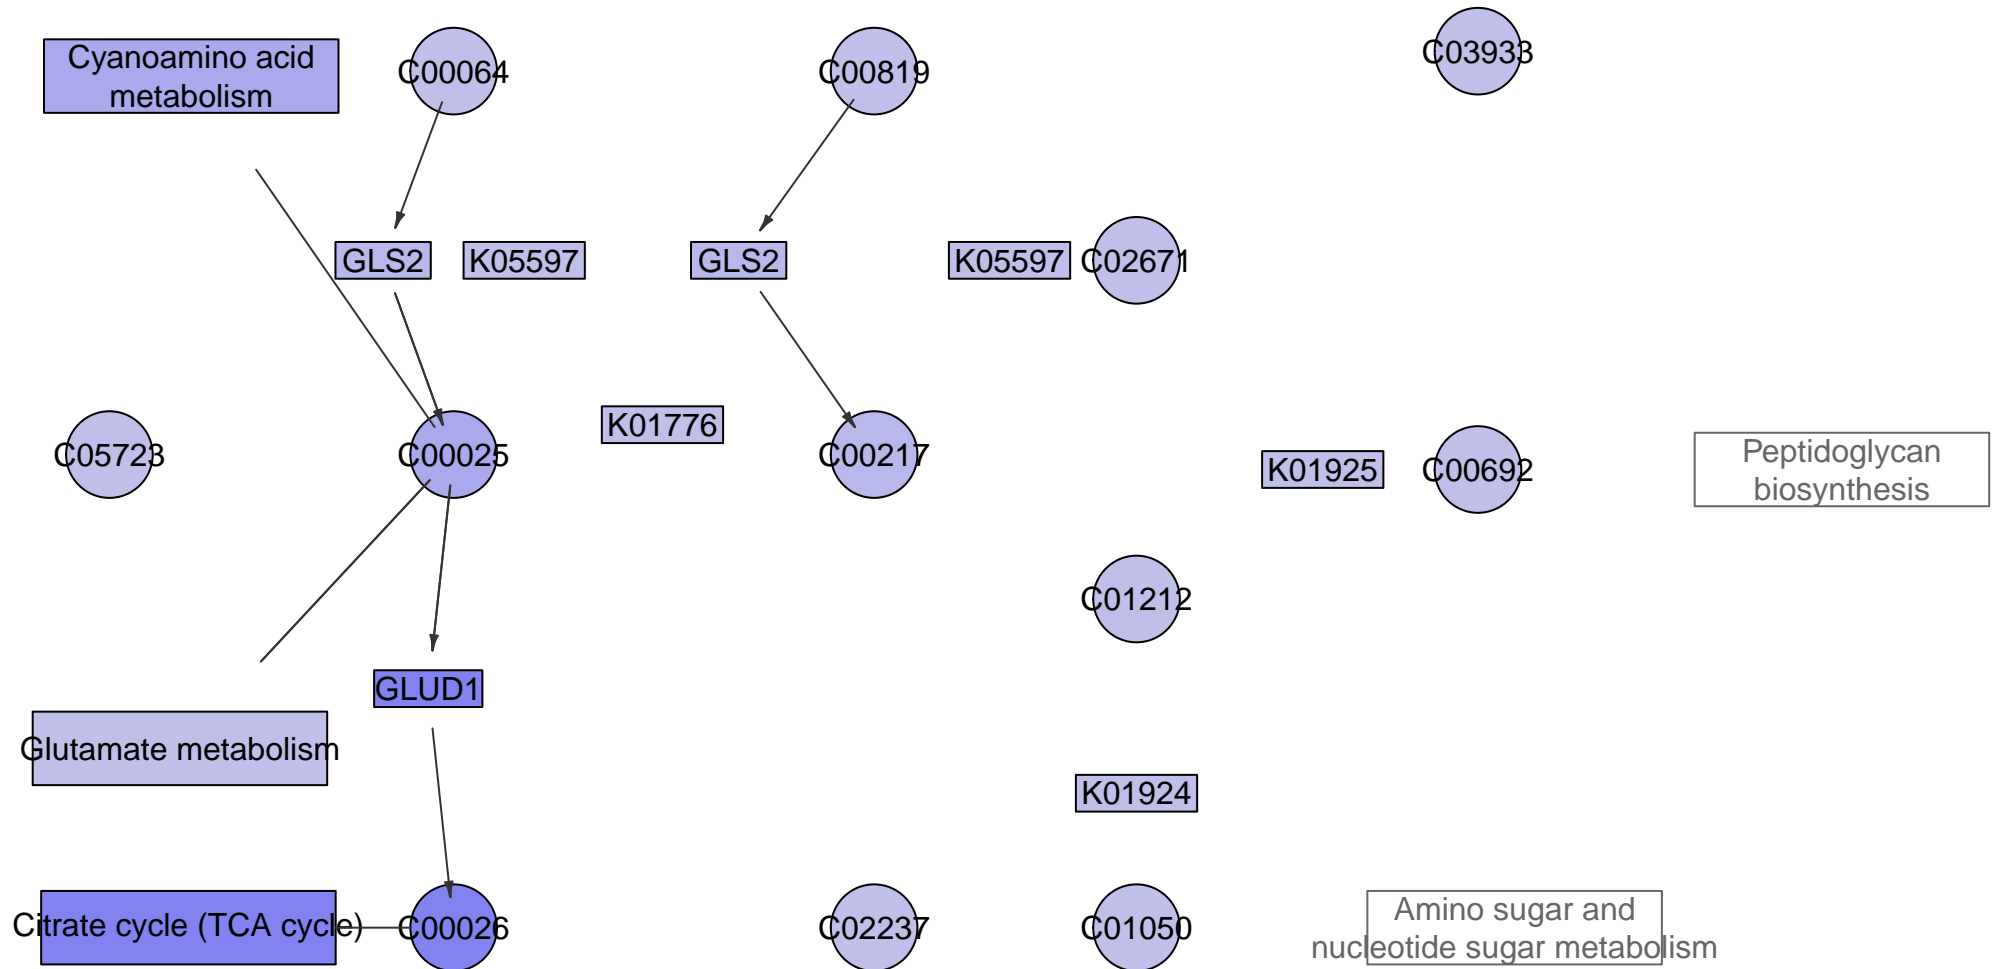 Cyanoamino acid
metabolism
C00064
C00819
C03933
GLS2
K05597
GLS2
K05597
C02671
C05723
C00025
K01776
C00217
K01925
C00692
Peptidoglycan
biosynthesis
C01212
GLUD1
Glutamate metabolism
K01924
Citrate cycle (TCA cycle)
C00026
C02237
C01050
Amino sugar and
nucleotide sugar metabolism